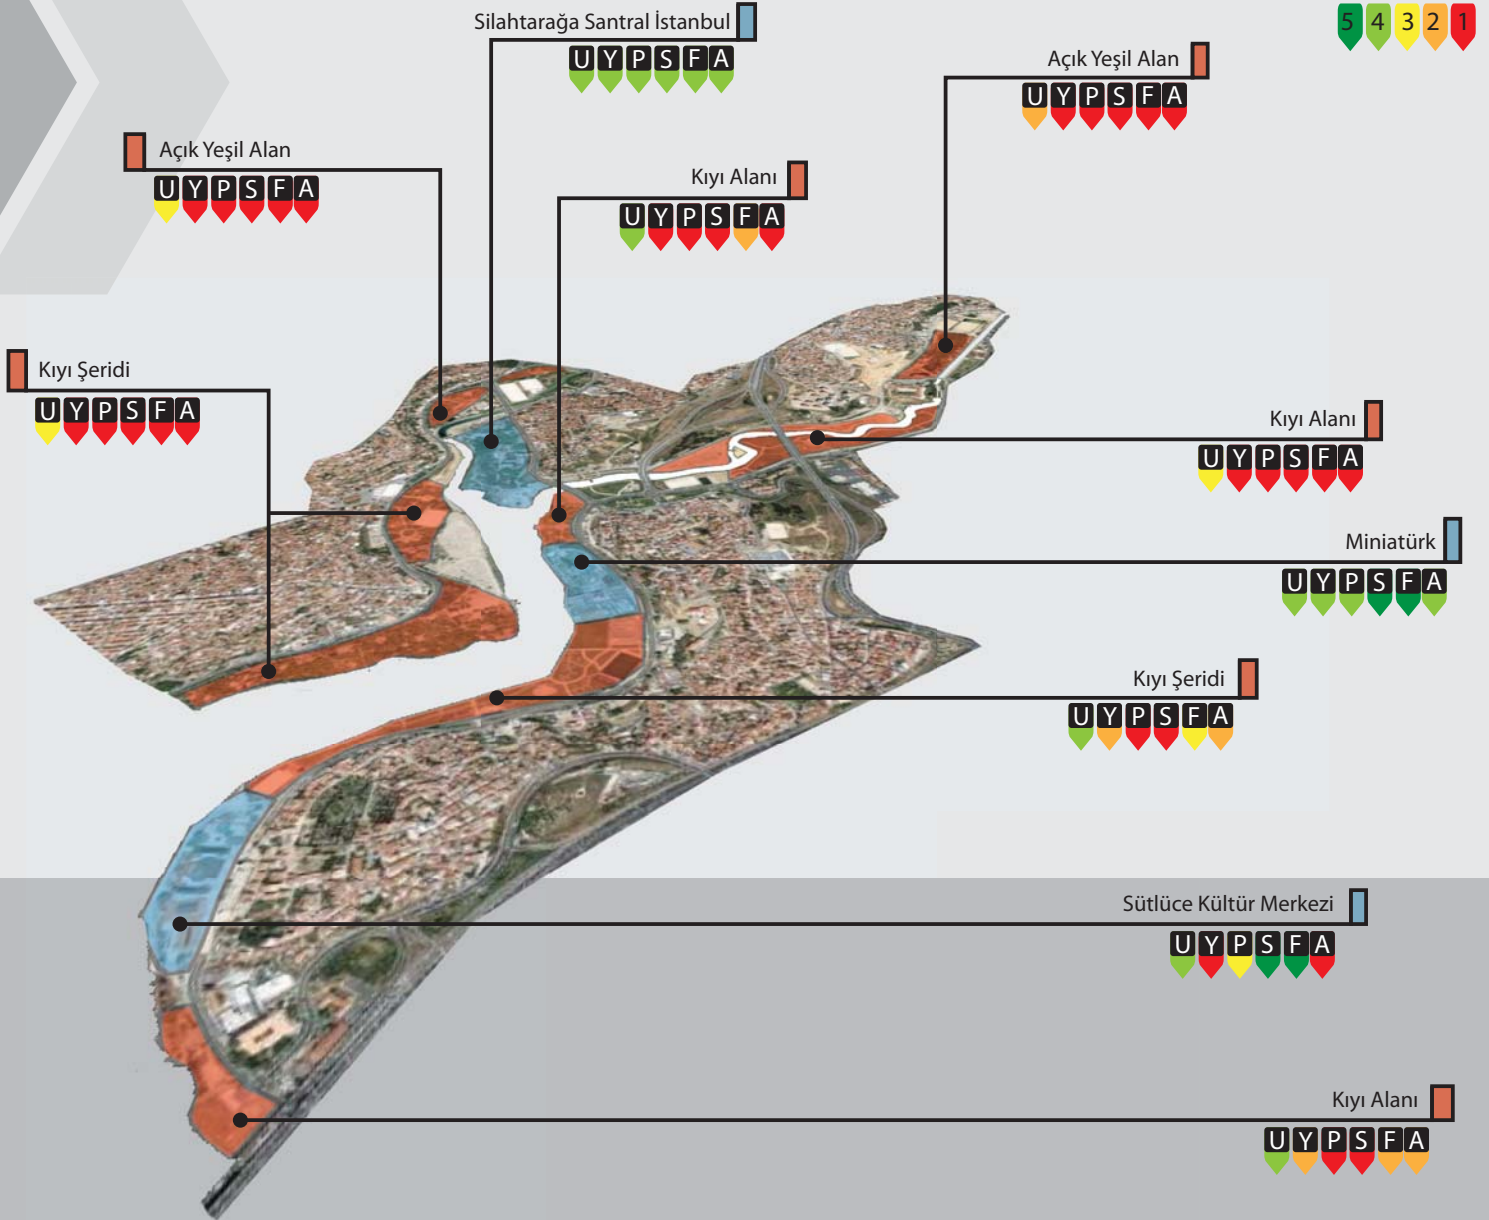 Silahtarağa Santral İstanbul
U Y P S F A
5 4 3 2 1
Açık Yeşil Alan
U Y P S F A
Açık Yeşil Alan
U Y P S F A
Kıyı Alanı
U Y P S F A
Kıyı Şeridi
U Y P S F A
Kıyı Alanı
U Y P S F A
Miniatürk
U Y P S F A
Kıyı Şeridi
U Y P S F A
Sütlüce Kültür Merkezi
U Y P S F A
Kıyı Alanı
U Y P S F A